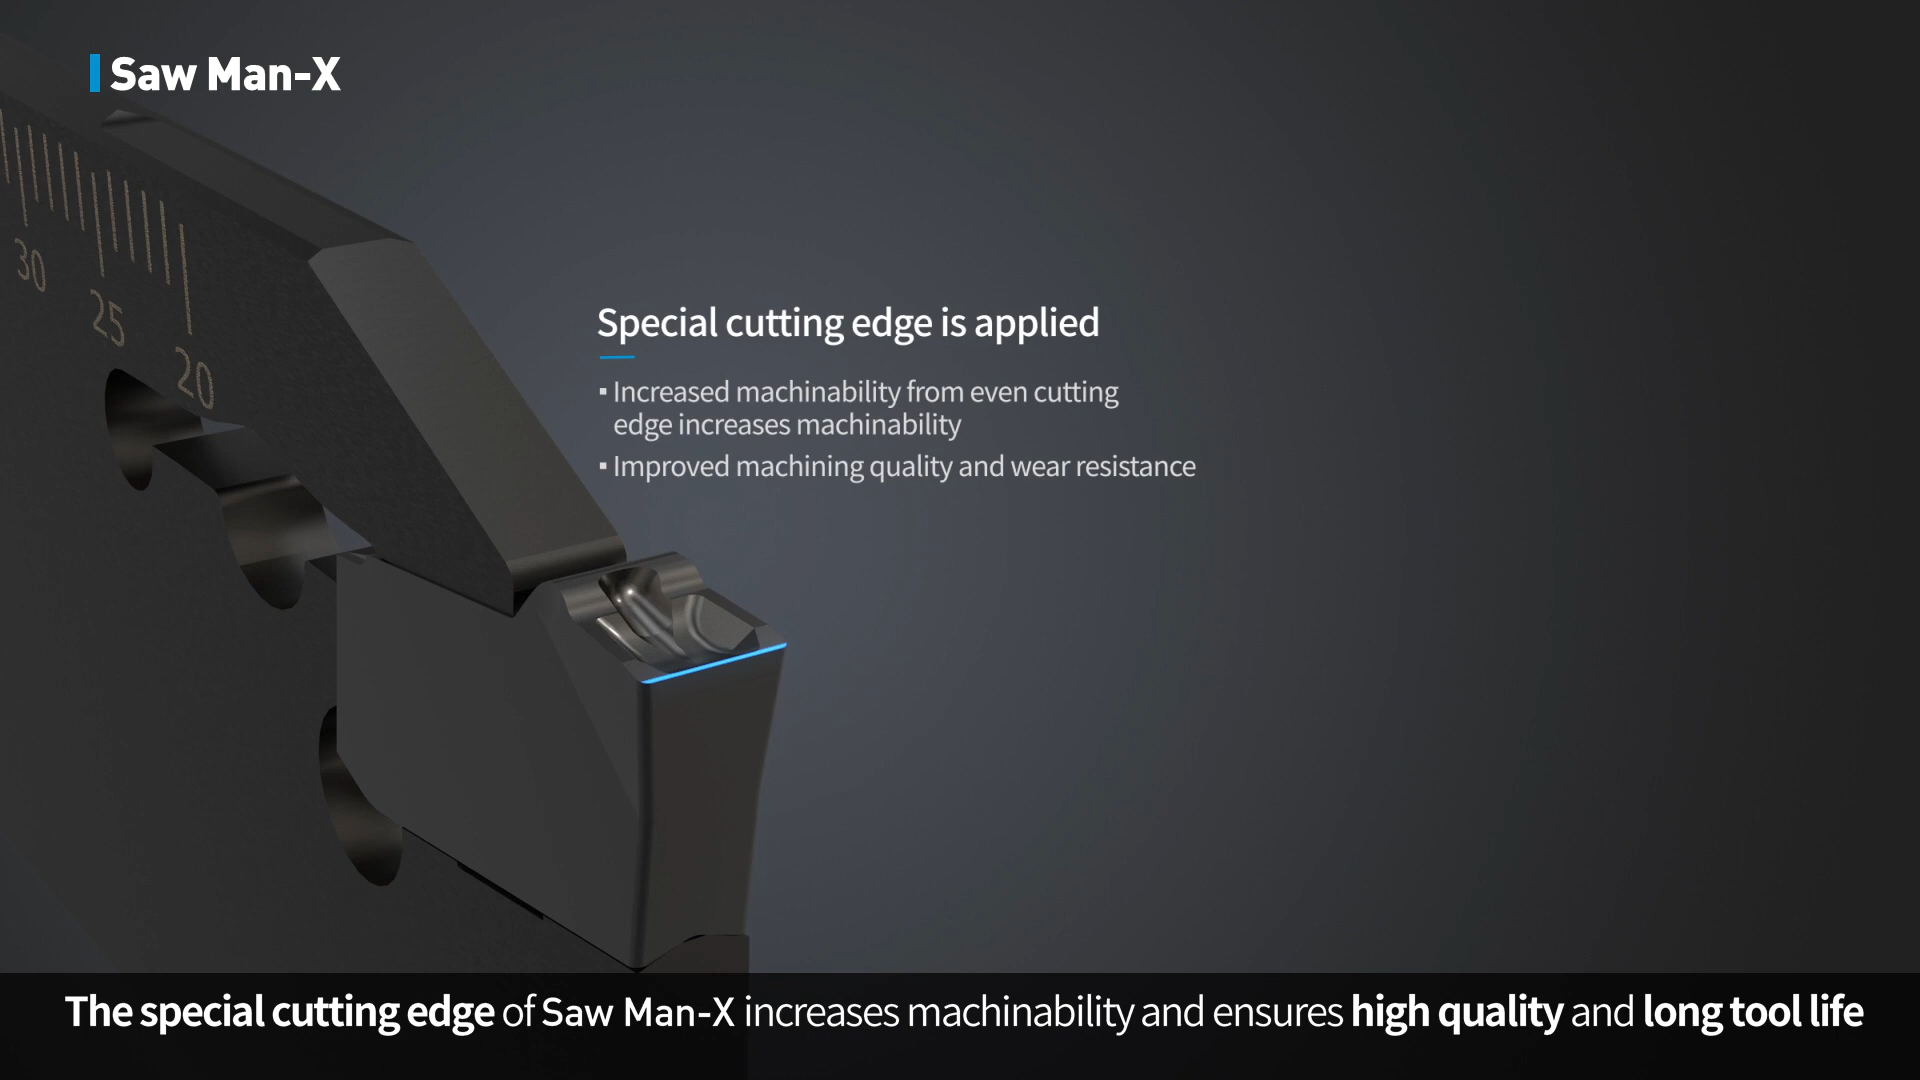 Saw Man-X
30
25
20
Special cutting edge is applied
▪ Increased machinability from even cutting
edge increases machinability
▪ Improved machining quality and wear resistance
The special cutting edge of Saw Man-X increases machinability and ensures high quality and long tool life